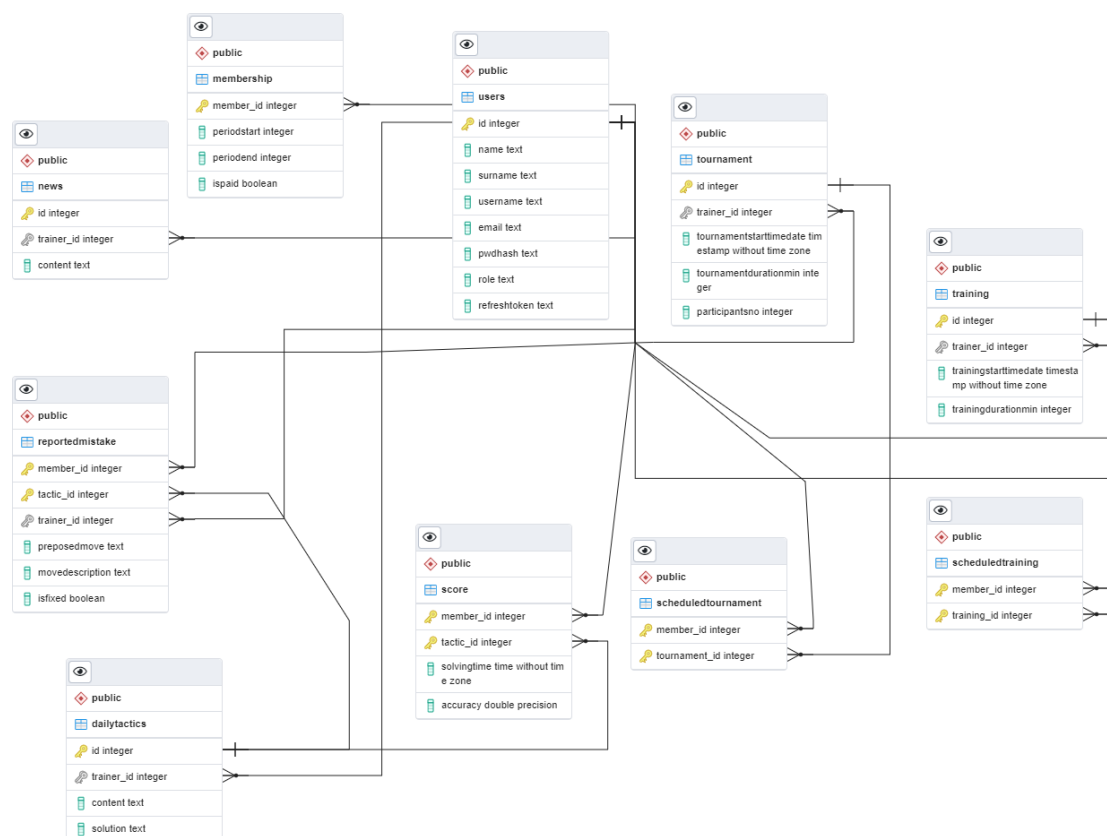 public
membership
member_id integer
periodstart integer
periodend integer
ispaid boolean
public
users
id integer
name text
surname text
username text
email text
pwdhash text
role text
refreshtoken text
public
tournament
id integer
trainer_id integer
tournamentstarttimedate tim
estamp without time zone
tournamentdurationmin inte
ger
participantsno integer
public
news
id integer
trainer_id integer
content text
public
training
id integer
trainer_id integer
trainingstarttimedate timesta
mp without time zone
trainingdurationmin integer
public
reportedmistake
member_id integer
tactic_id integer
trainer_id integer
preposedmove text
movedescription text
isfixed boolean
public
score
member_id integer
tactic_id integer
solvingtime time without tim
e zone
accuracy double precision
public
scheduledtournament
member_id integer
tournament_id integer
public
scheduledtraining
member_id integer
training_id integer
public
dailytactics
id integer
trainer_id integer
content text
solution text